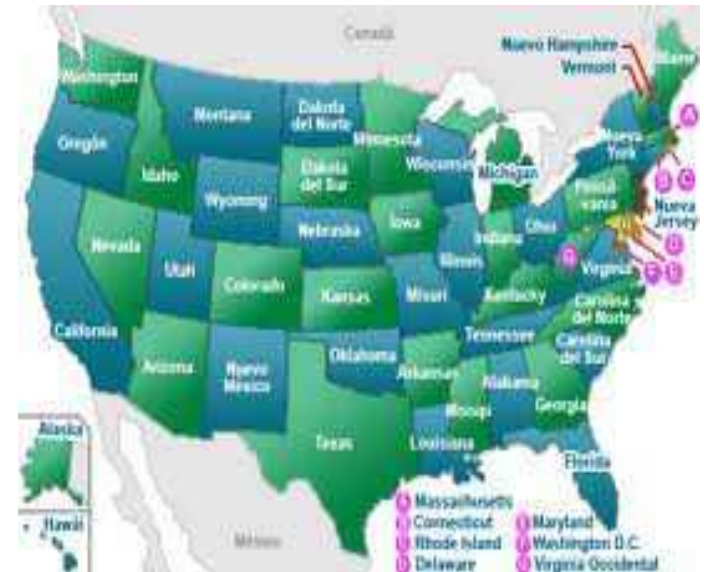 Canadá
Nuevo Hampshire
Vermont
Maine
Washington
Montana
Dakota
del Norte
Minnesota
Oregón
Idaho
Wisconsin
Michigan
Nueva
York
A
Dakota
del Sur
Wyoming
B C
Pensil
vania
Nueva
Jersey
Iowa
Nebraska
Nevada
Utah
Illinois
Indiana
Ohio
D
G
Virginia
F E
Colorado
Kansas
Misuri
Kentucky
Carolina
del Norte
California
Tennessee
Carolina
del Sur
Arizona
Nuevo
México
Oklahoma
Arkansas
Alabama
Georgia
Texas
Louisiana
Florida
Alaska
Hawái
México
A Massachusetts
Connecticut
Maryland
Rhode Island
Washington D.C.
Delaware
Virginia Occidental